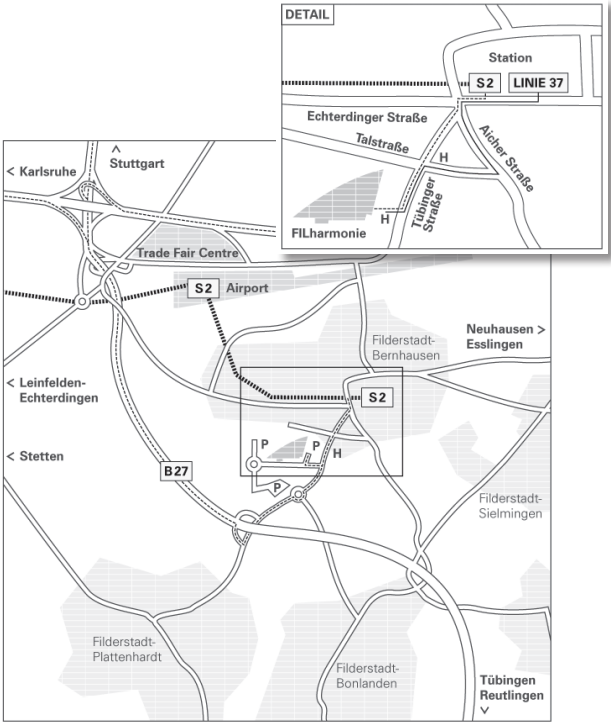 DETAIL
Station
S2
LINIE 37
Echterdinger Straße
Talstraße
H
Aicher Straße
Tübinger
Straße
H
FILharmonie
Stuttgart
< Karlsruhe
Trade Fair Centre
S2
Airport
Neuhausen >
Esslingen
Filderstadt-
Bernhausen
< Leinfelden-
Echterdingen
S2
< Stetten
P
P
H
B27
P
Filderstadt-
Sielmingen
Filderstadt-
Plattenhardt
Filderstadt-
Bonlanden
Tübingen
Reutlingen